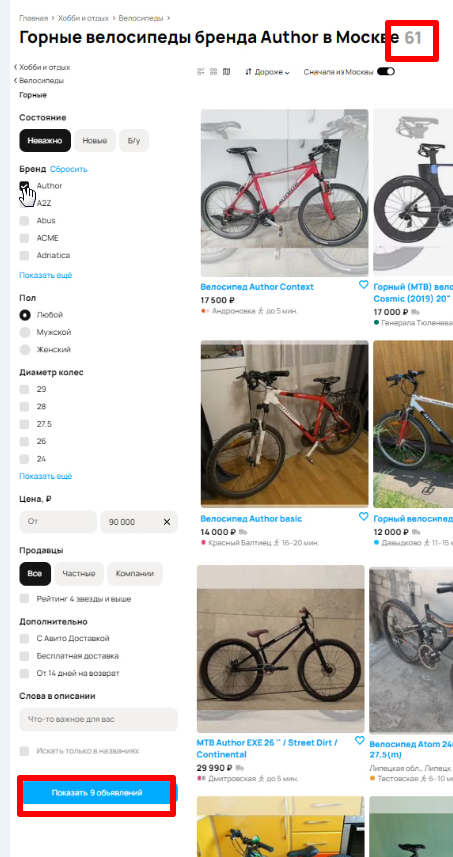 Главная › Хобби и отдых › Велосипеды ›
Горные велосипеды бренда Author в Москве 61
Хобби и отдых
Велосипеды
Горные
Дороже
Сначала из Москвы
Состояние
Неважно Новые Б/у
Бренд Сбросить
Author
A2Z
Abus
ACME
Adriatica
Показать ещё
Пол
Любой
Мужской
Женский
Диаметр колес
29
28
27.5
26
24
Показать ещё
Цена, ₽
От 90 000
Продавцы
Все Частные Компании
Рейтинг 4 звезды и выше
Дополнительно
С Авито Доставкой
Бесплатная доставка
От 14 дней на возврат
Слова в описании
Что-то важное для вас
Искать только в названиях
Показать 9 объявлений
Велосипед Author Context
17 500 ₽
Андроновка до 5 мин.
Горный (MTB) вело
Cosmic (2019) 20"
17 000 ₽
Генерала Тюленева
Велосипед Author basic
14 000 ₽
Красный Балтиец 16–20 мин.
Горный велосипед
12 000 ₽
Давыдково 11–15
MTB Author EXE 26 '' / Street Dirt /
Continental
29 990 ₽
Дмитровская до 5 мин.
Велосипед Atom 24
27,5(m)
Липецкая обл., Липецк
Тестовская 6–10 м